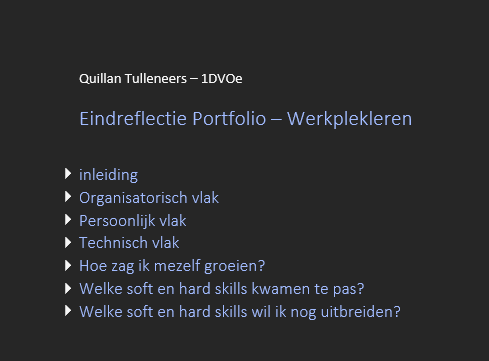 Quillan Tulleneers – 1DVOe
Eindreflectie Portfolio – Werkplekleren
inleiding
Organisatorisch vlak
Persoonlijk vlak
Technisch vlak
Hoe zag ik mezelf groeien?
Welke soft en hard skills kwamen te pas?
Welke soft en hard skills wil ik nog uitbreiden?